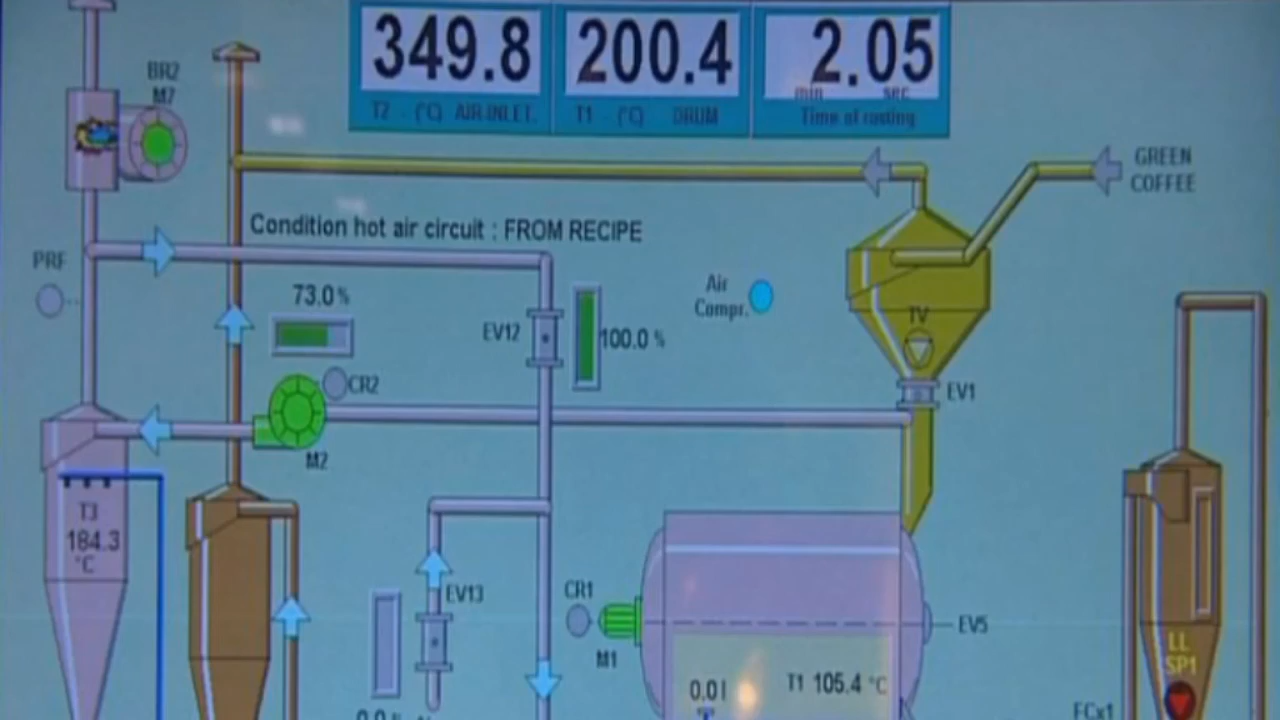 349.8
200.4
2.05
min sec
T2 - (°C) AIR INLET.
T1 - (°C) DRUM
Time of rosting
BR2
M7
GREEN
COFFEE
Condition hot air circuit : FROM RECIPE
PRF
73.0 %
Air
Compr.
EV12
100.0 %
TV
CR2
EV1
M2
T3
184.3
°C
EV13
CR1
EV5
M1
LL
SP1
T1 105.4 °C
0.0 l
FCx1